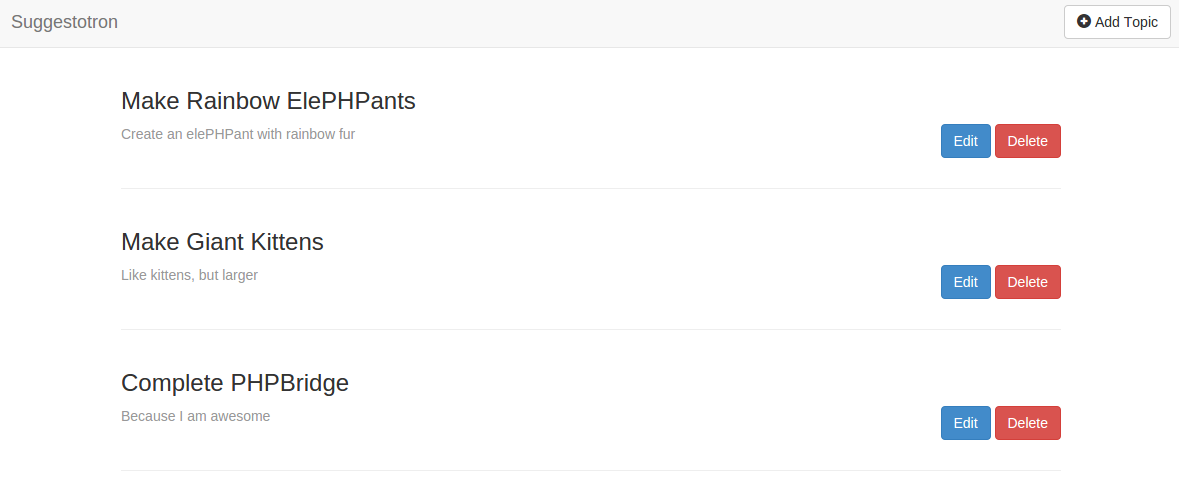 Suggestotron
Add Topic
Make Rainbow ElePHPants
Create an elePHPant with rainbow fur
Edit Delete
Make Giant Kittens
Like kittens, but larger
Edit Delete
Complete PHPBridge
Because I am awesome
Edit Delete